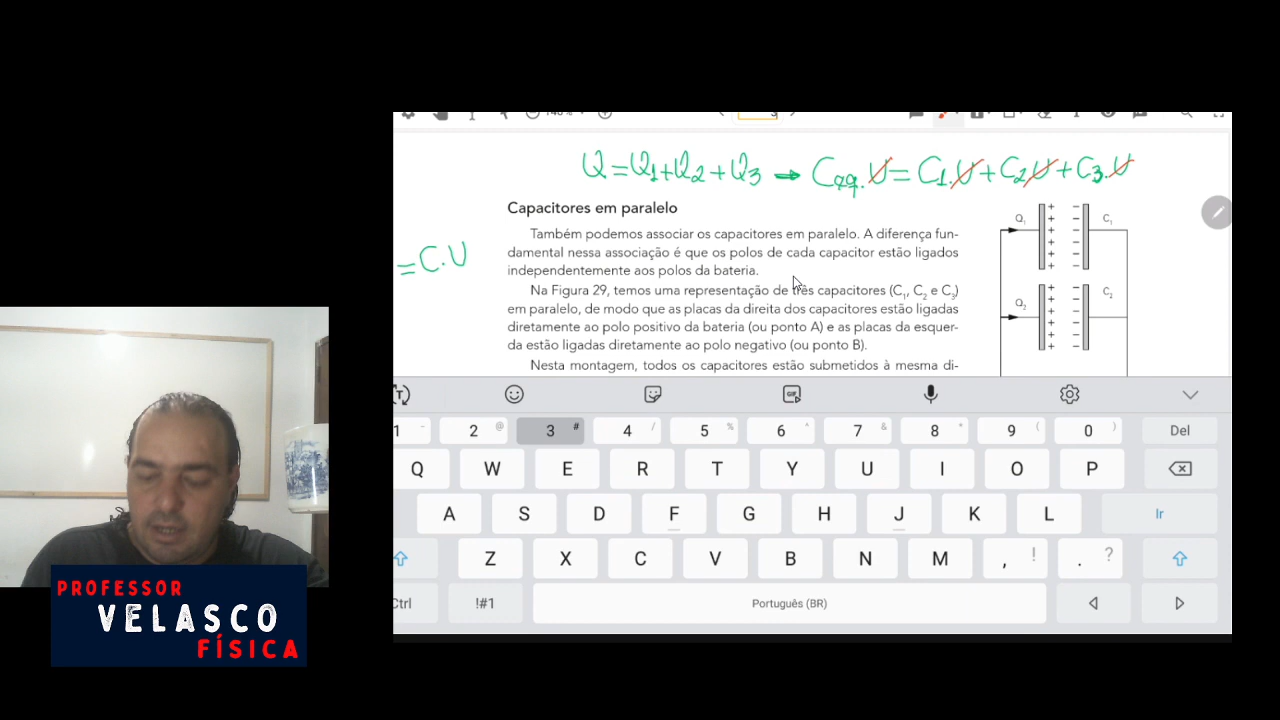 Q = Q1 + Q2 + Q3 → Ceq. U = C1. U + C2 U + C3. U
= C.U
Capacitores em paralelo
Também podemos associar os capacitores em paralelo. A diferença fun-
damental nessa associação é que os polos de cada capacitor estão ligados
independentemente aos polos da bateria.
Na Figura 29, temos uma representação de três capacitores (C1, C2 e C3)
em paralelo, de modo que as placas da direita dos capacitores estão ligadas
diretamente ao polo positivo da bateria (ou ponto A) e as placas da esquer-
da estão ligadas diretamente ao polo negativo (ou ponto B).
Nesta montagem, todos os capacitores estão submetidos à mesma di-
Q1 + + + + + + − − − − − − C1
Q2 + + + + + + − − − − − − C2
T GIF
1 - 2 @ 3 # 4 / 5 % 6 ^ 7 & 8 * 9 ( 0 ) Del
Q W E R T Y U I O P
A S D F G H J K L Ir
Z X C V B N M , ! . ?
Ctrl !#1 Português (BR)
PROFESSOR
VELASCO
FÍSICA